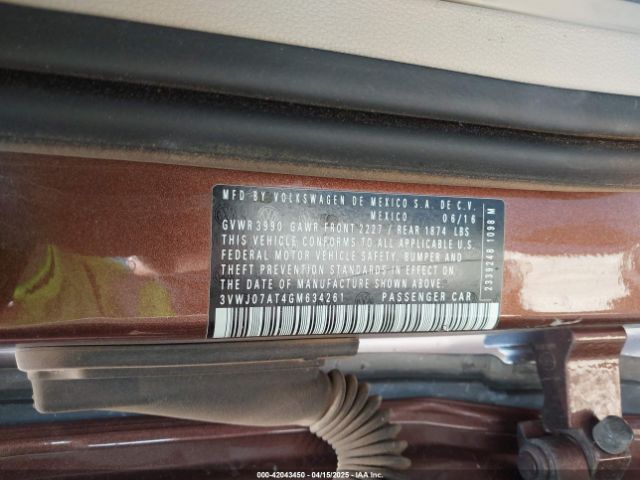 MFD BY VOLKSWAGEN DE MEXICO S.A. DE C.V.
MEXICO 06/16
GVWR 3990 GAWR FRONT 2227 / REAR 1874 LBS
THIS VEHICLE CONFORMS TO ALL APPLICABLE U.S.
FEDERAL MOTOR VEHICLE SAFETY, BUMPER AND
THEFT PREVENTION STANDARDS IN EFFECT ON
THE DATE OF MANUFACTURE SHOWN ABOVE.
3VWJ07AT4GM634261 PASSENGER CAR
000-42043450 04/15/2025 - IAAI.COM